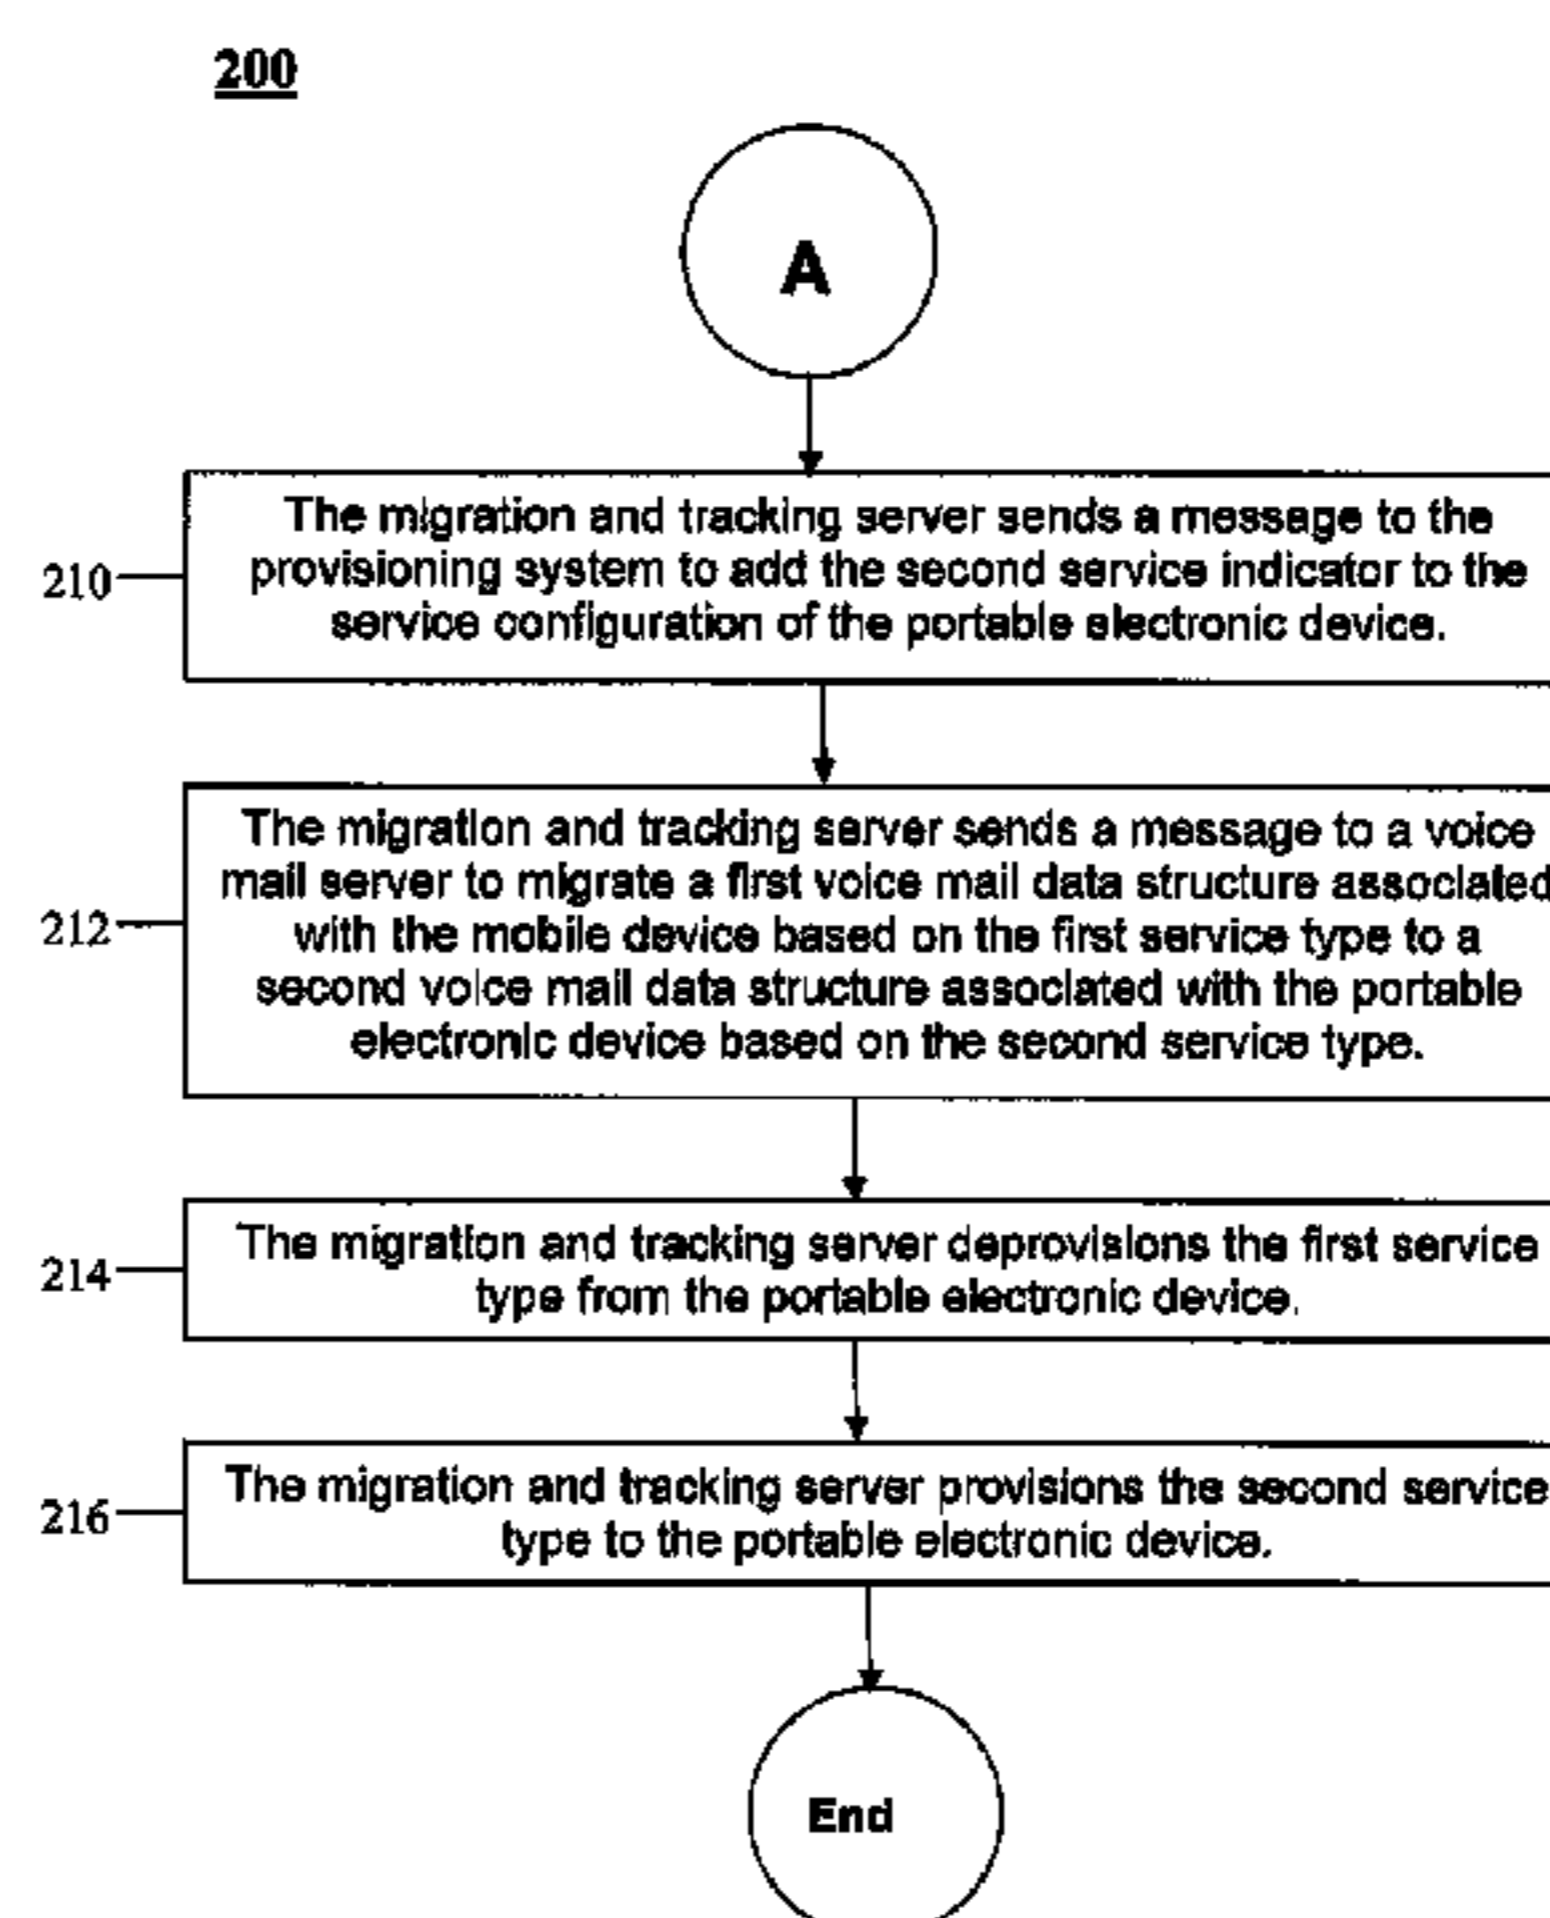 200
A
210
The migration and tracking server sends a message to the
provisioning system to add the second service indicator to the
service configuration of the portable electronic device.
212
The migration and tracking server sends a message to a voice
mail server to migrate a first voice mail data structure associated
with the mobile device based on the first service type to a
second voice mail data structure associated with the portable
electronic device based on the second service type.
214
The migration and tracking server deprovisions the first service
type from the portable electronic device.
216
The migration and tracking server provisions the second service
type to the portable electronic device.
End